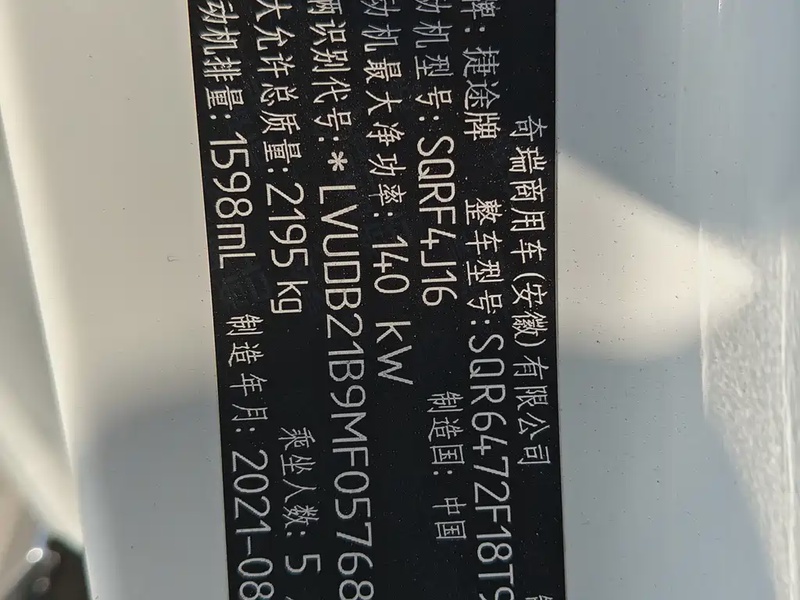 奇瑞商用车(安徽)有限公司
牌: 捷途牌 整车型号:SQR6472F18T9
动机型号: SQRF4J16 制造国: 中国
动机最大净功率: 140 kW
辆识别代号:*LVUDB21B9MF05768
大允许总质量: 2195 kg 乘坐人数: 5
动机排量: 1598mL 制造年月: 2021-08